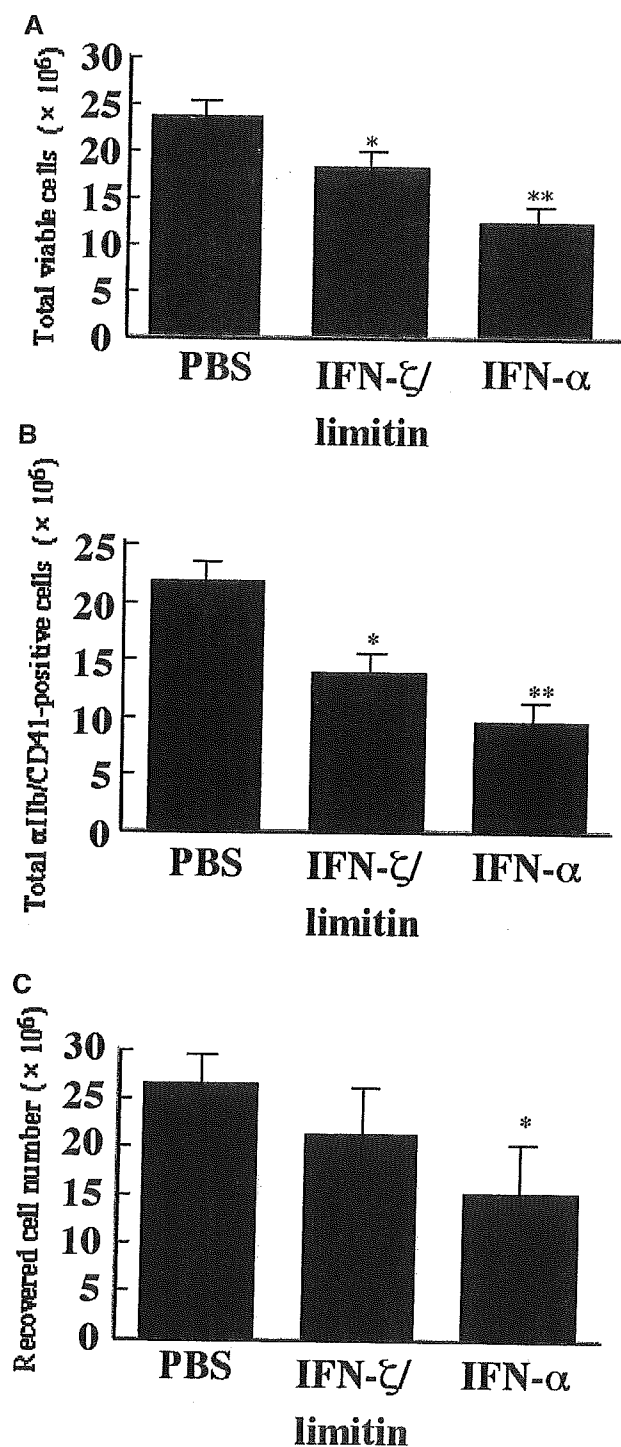 A
Total viable cells (× 10⁶)
30
25
20
15
10
5
0
*
**
PBS
IFN-ζ/
limitin
IFN-α
B
Total αIIb/CD41-positive cells (× 10⁶)
25
20
15
10
5
0
*
**
PBS
IFN-ζ/
limitin
IFN-α
C
Recovered cell number (× 10⁶)
30
25
20
15
10
5
0
*
PBS
IFN-ζ/
limitin
IFN-α